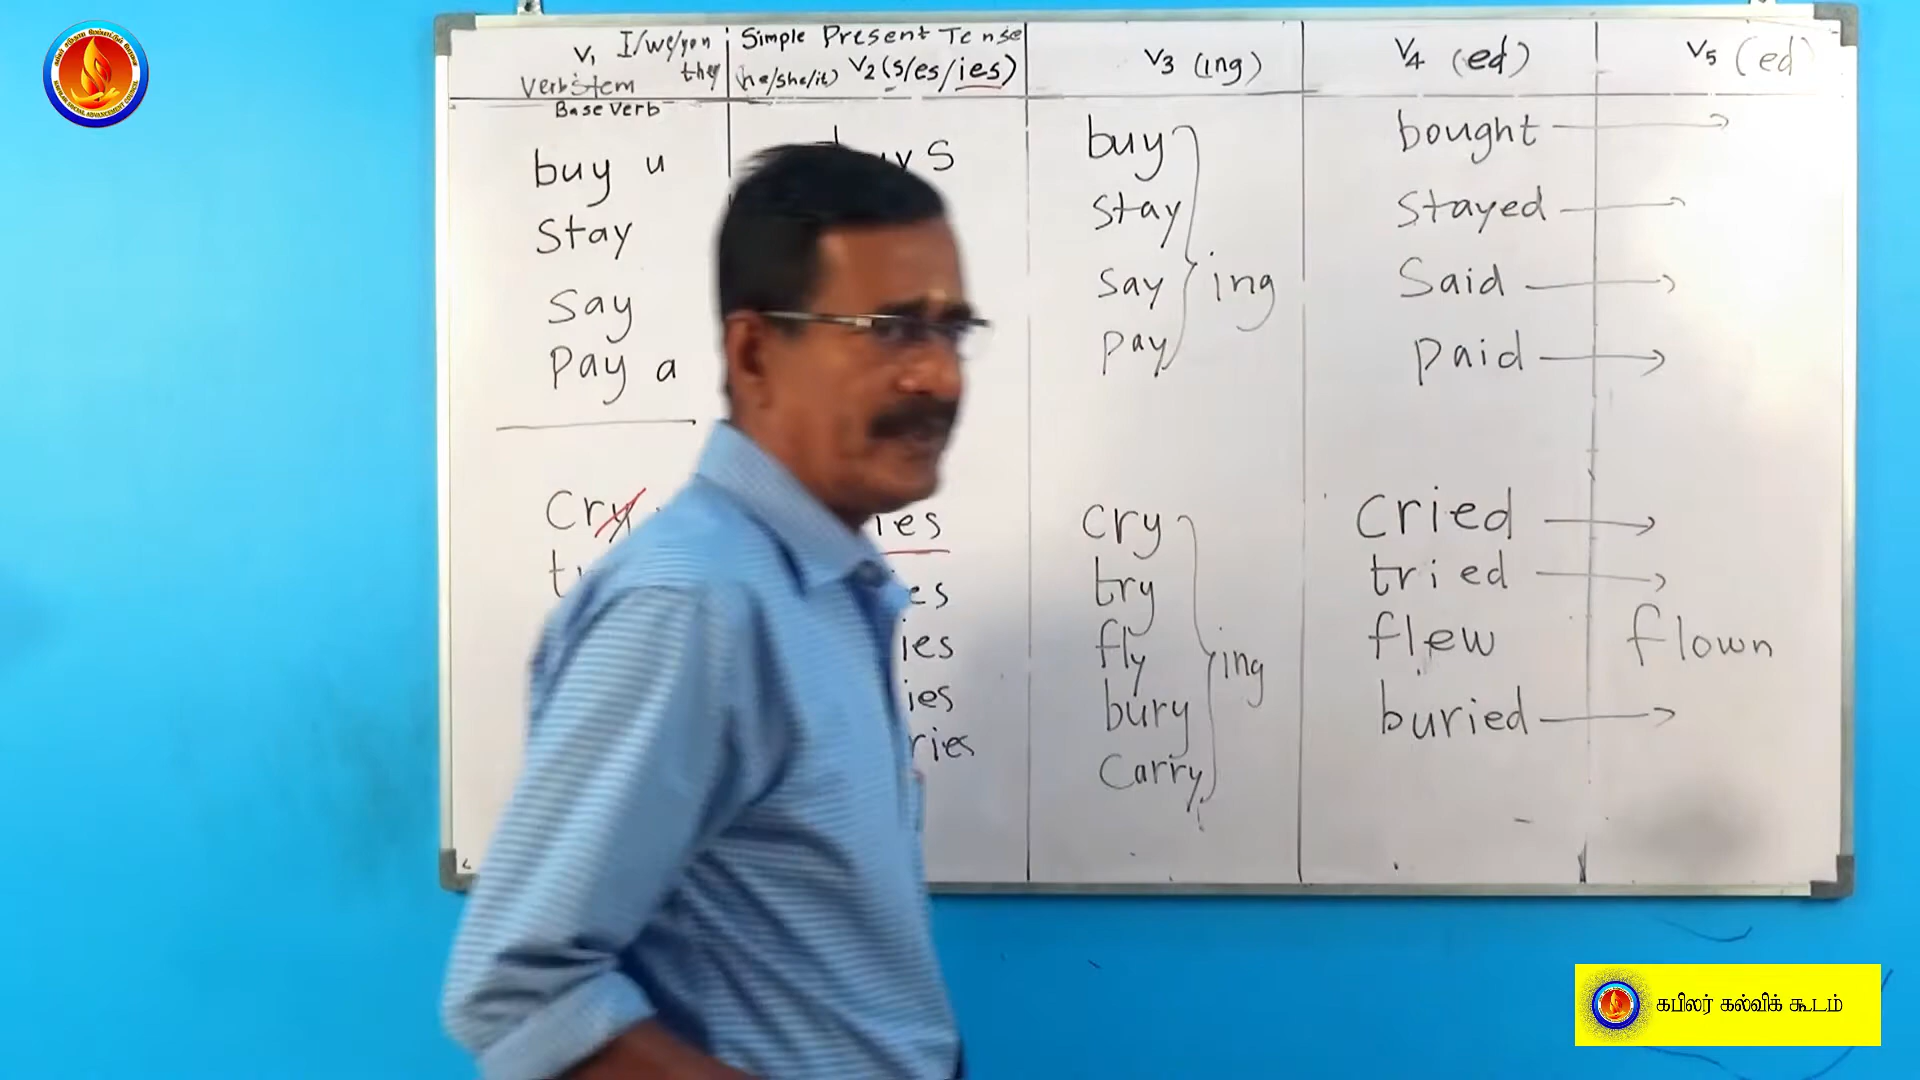 V1 I/we/you they
Verb stem
Base Verb
Simple Present Tense
(he/she/it) V2 (s/es/ies)
V3 (ing)
V4 (ed)
V5 (ed)
buy u
stay
say
pay a
cry
ies
es
ies
ies
ries
buy
stay
say
pay
ing
cry
try
fly
bury
carry
ing
bought
stayed
said
paid
cried
tried
flew
buried
flown
கபிலர் கல்விக் கூடம்